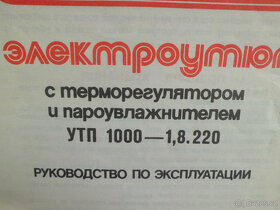 электроутюг
с терморегулятором
и пароувлажнителем
УТП 1000—1,8.220
РУКОВОДСТВО ПО ЭКСПЛУАТАЦИИ